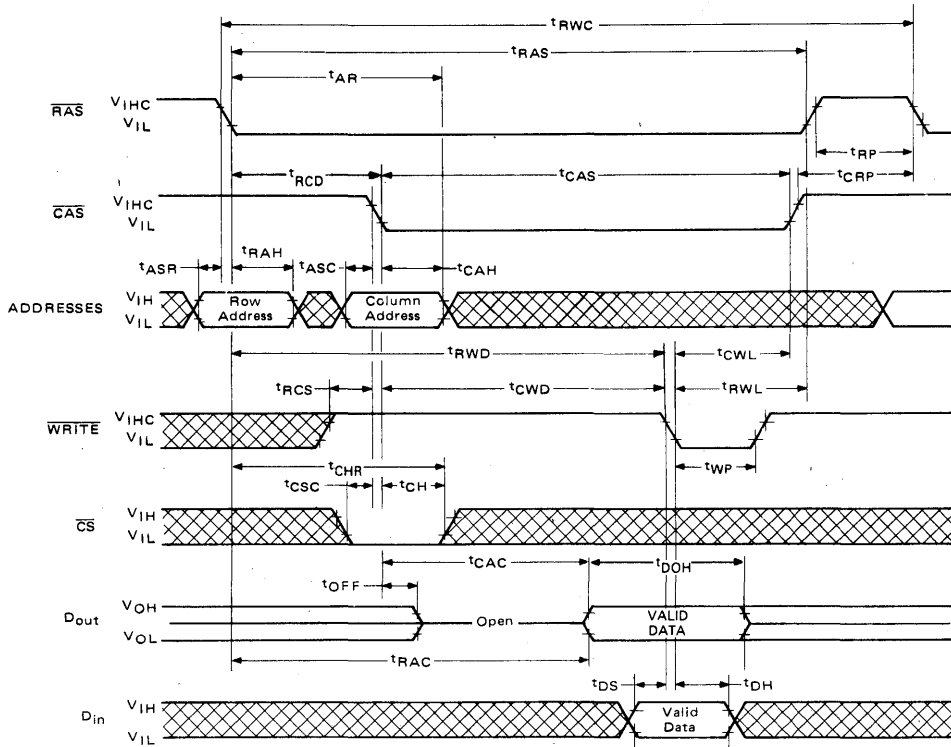 tRWC
tRAS
tAR
RAS VIHC
VIL
tRP
tRCD tCAS tCRP
CAS VIHC
VIL
tASR tRAH tASC tCAH
ADDRESSES VIH Row Address Column Address
VIL
tRWD tCWL
tRCS tCWD tRWL
WRITE VIHC
VIL
tWP
tCHR
tCSC tCH
CS VIH
VIL
tCAC tDOH
tOFF
Dout VOH
Open VALID DATA
VOL
tRAC
tDS tDH
Din VIH Valid Data
VIL